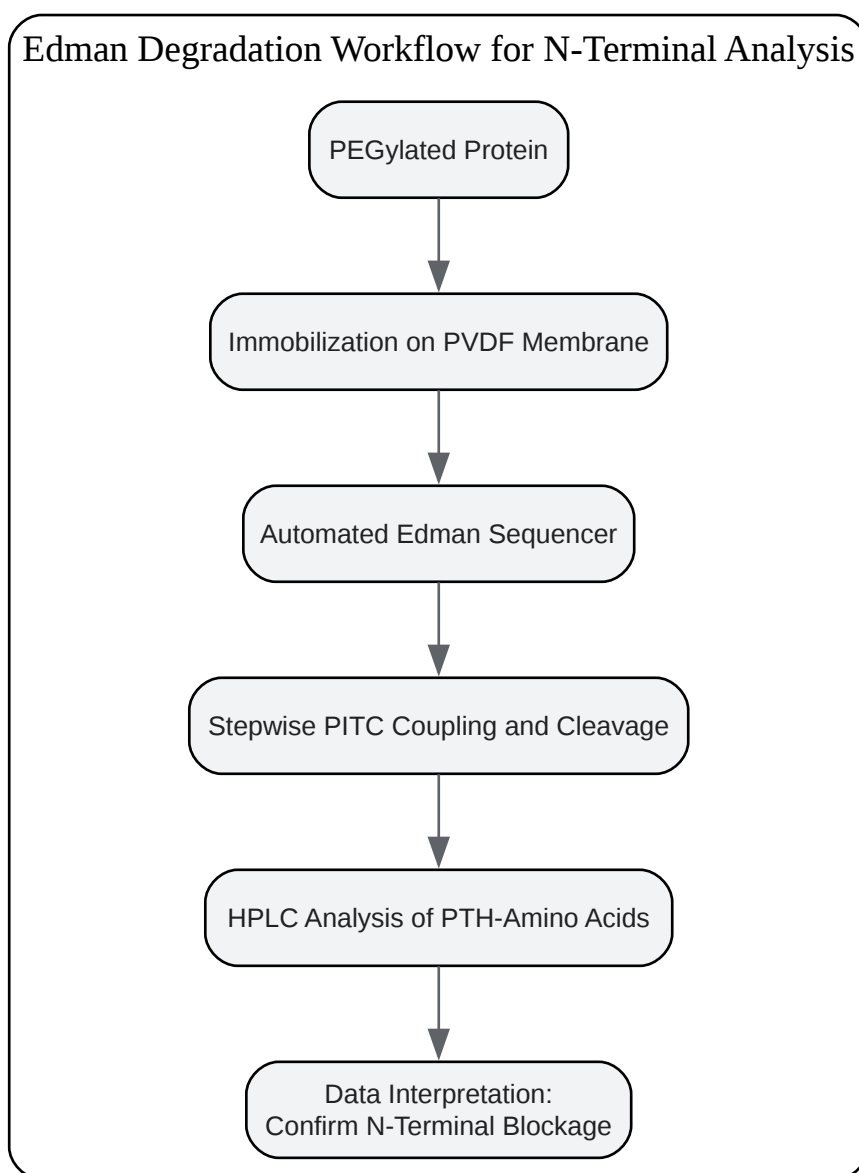 Edman Degradation Workflow for N-Terminal Analysis
PEGylated Protein
Immobilization on PVDF Membrane
Automated Edman Sequencer
Stepwise PITC Coupling and Cleavage
HPLC Analysis of PTH-Amino Acids
Data Interpretation:
Confirm N-Terminal Blockage